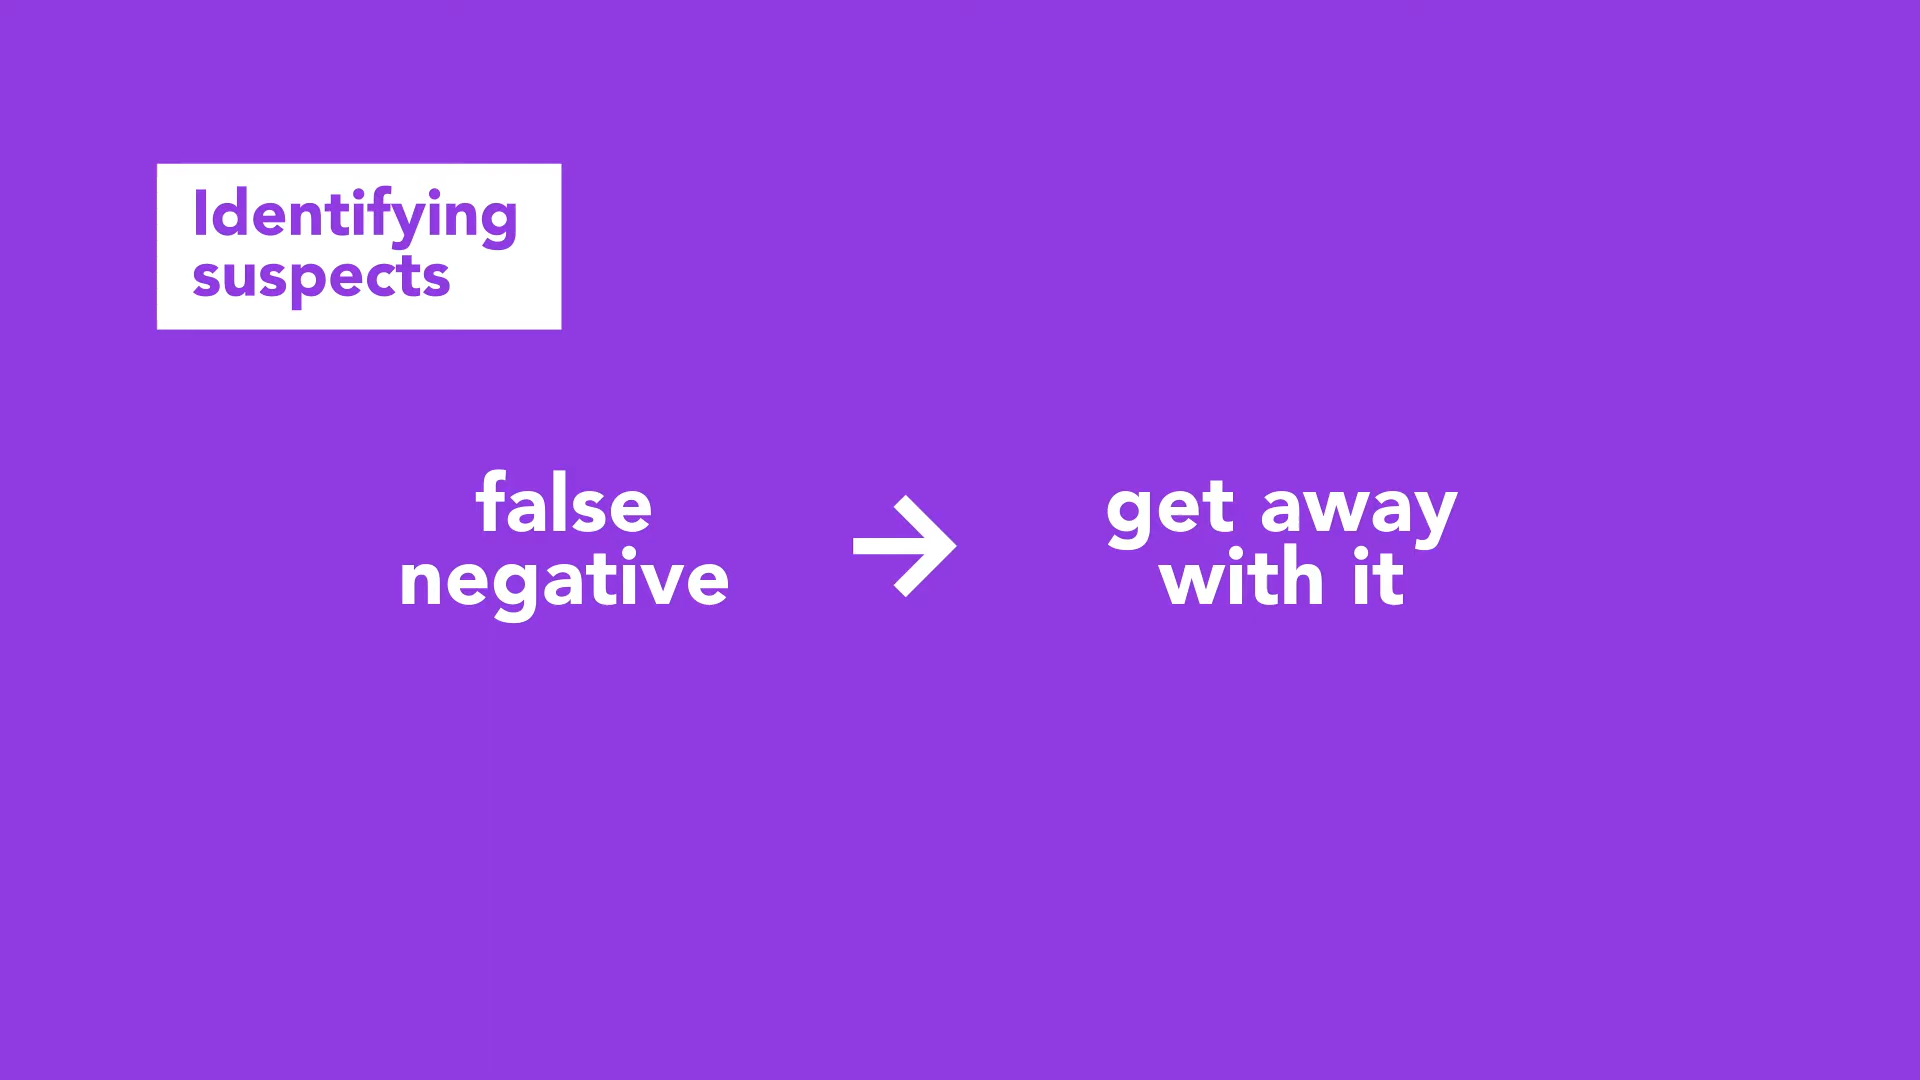 Identifying
suspects
false
negative
→
get away
with it